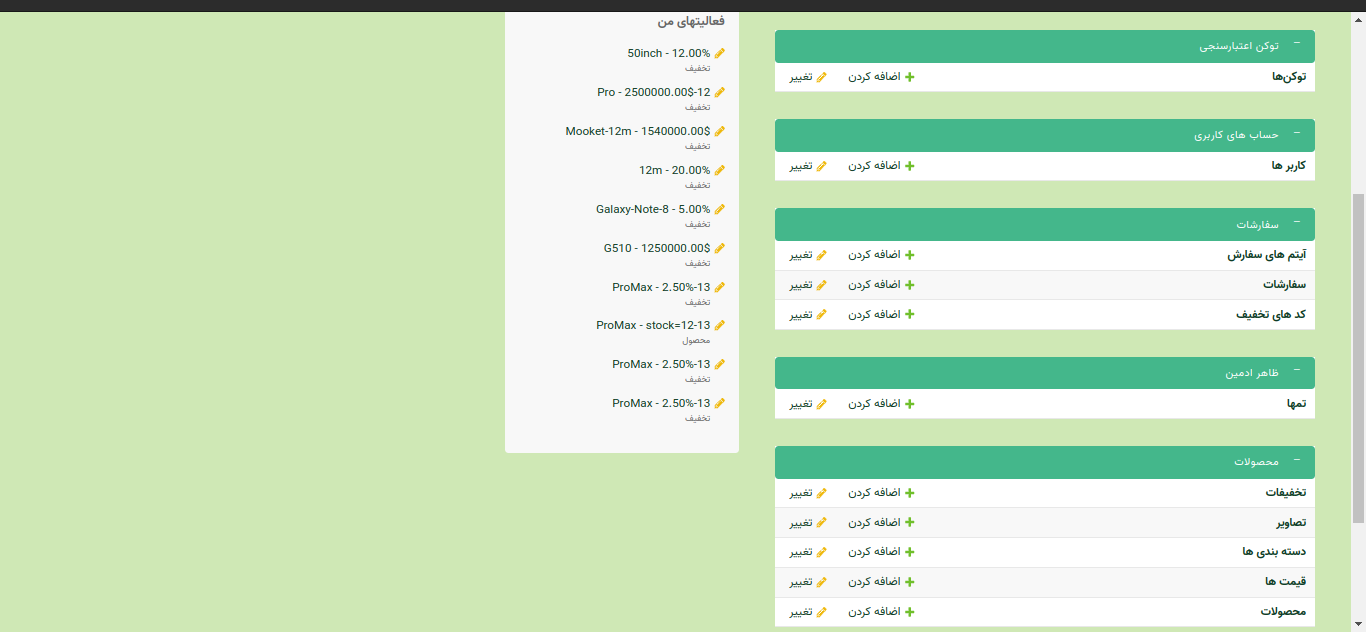 توکن اعتبارسنجی
توکن‌ها اضافه کردن تغییر
حساب های کاربری
کاربر ها اضافه کردن تغییر
سفارشات
آیتم های سفارش اضافه کردن تغییر
سفارشات اضافه کردن تغییر
کد های تخفیف اضافه کردن تغییر
ظاهر ادمین
تمها اضافه کردن تغییر
محصولات
تخفیفات اضافه کردن تغییر
تصاویر اضافه کردن تغییر
دسته بندی ها اضافه کردن تغییر
قیمت ها اضافه کردن تغییر
محصولات اضافه کردن تغییر
فعالیتهای من
50inch - 12.00%
تخفیف
Pro - 2500000.00$-12
تخفیف
Mooket-12m - 1540000.00$
تخفیف
12m - 20.00%
تخفیف
Galaxy-Note-8 - 5.00%
تخفیف
G510 - 1250000.00$
تخفیف
ProMax - 2.50%-13
تخفیف
ProMax - stock=12-13
محصول
ProMax - 2.50%-13
تخفیف
ProMax - 2.50%-13
تخفیف